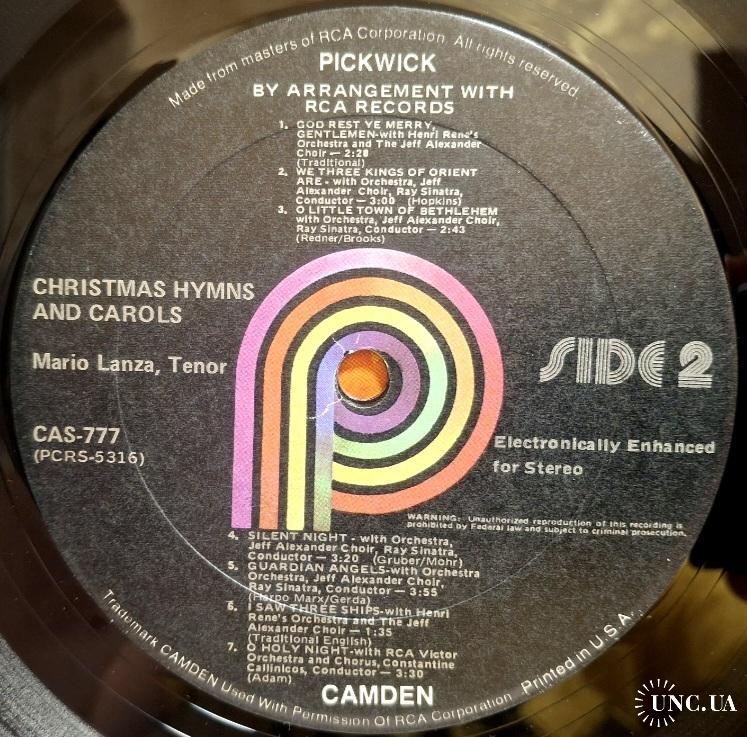 Made from masters of RCA Corporation. All rights reserved.
PICKWICK
BY ARRANGEMENT WITH
RCA RECORDS
1. GOD REST YE MERRY,
GENTLEMEN-with Henri Rene's
Orchestra and The Jeff Alexander
Choir — 2:28
(Traditional)
2. WE THREE KINGS OF ORIENT
ARE - with Orchestra, Jeff
Alexander Choir, Ray Sinatra,
Conductor — 3:00 (Hopkins)
3. O LITTLE TOWN OF BETHLEHEM
with Orchestra, Jeff Alexander Choir,
Ray Sinatra, Conductor — 2:43
(Redner/Brooks)
CHRISTMAS HYMNS
AND CAROLS
Mario Lanza, Tenor
CAS-777
(PCRS-5316)
SIDE 2
Electronically Enhanced
for Stereo
WARNING: Unauthorized reproduction of this recording is
prohibited by Federal law and subject to criminal prosecution.
4. SILENT NIGHT - with Orchestra,
Jeff Alexander Choir, Ray Sinatra,
Conductor — 3:20 (Gruber/Mohr)
5. GUARDIAN ANGELS-with Orchestra
Orchestra, Jeff Alexander Choir,
Ray Sinatra, Conductor — 3:55
(Harpo Marx/Gerda)
6. I SAW THREE SHIPS-with Henri
Rene's Orchestra and The Jeff
Alexander Choir — 1:35
(Traditional English)
7. O HOLY NIGHT-with RCA Victor
Orchestra and Chorus, Constantine
Callinicos, Conductor — 3:30
(Adam)
CAMDEN
Trademark CAMDEN Used With Permission Of RCA Corporation Printed in U.S.A.
UNC.UA